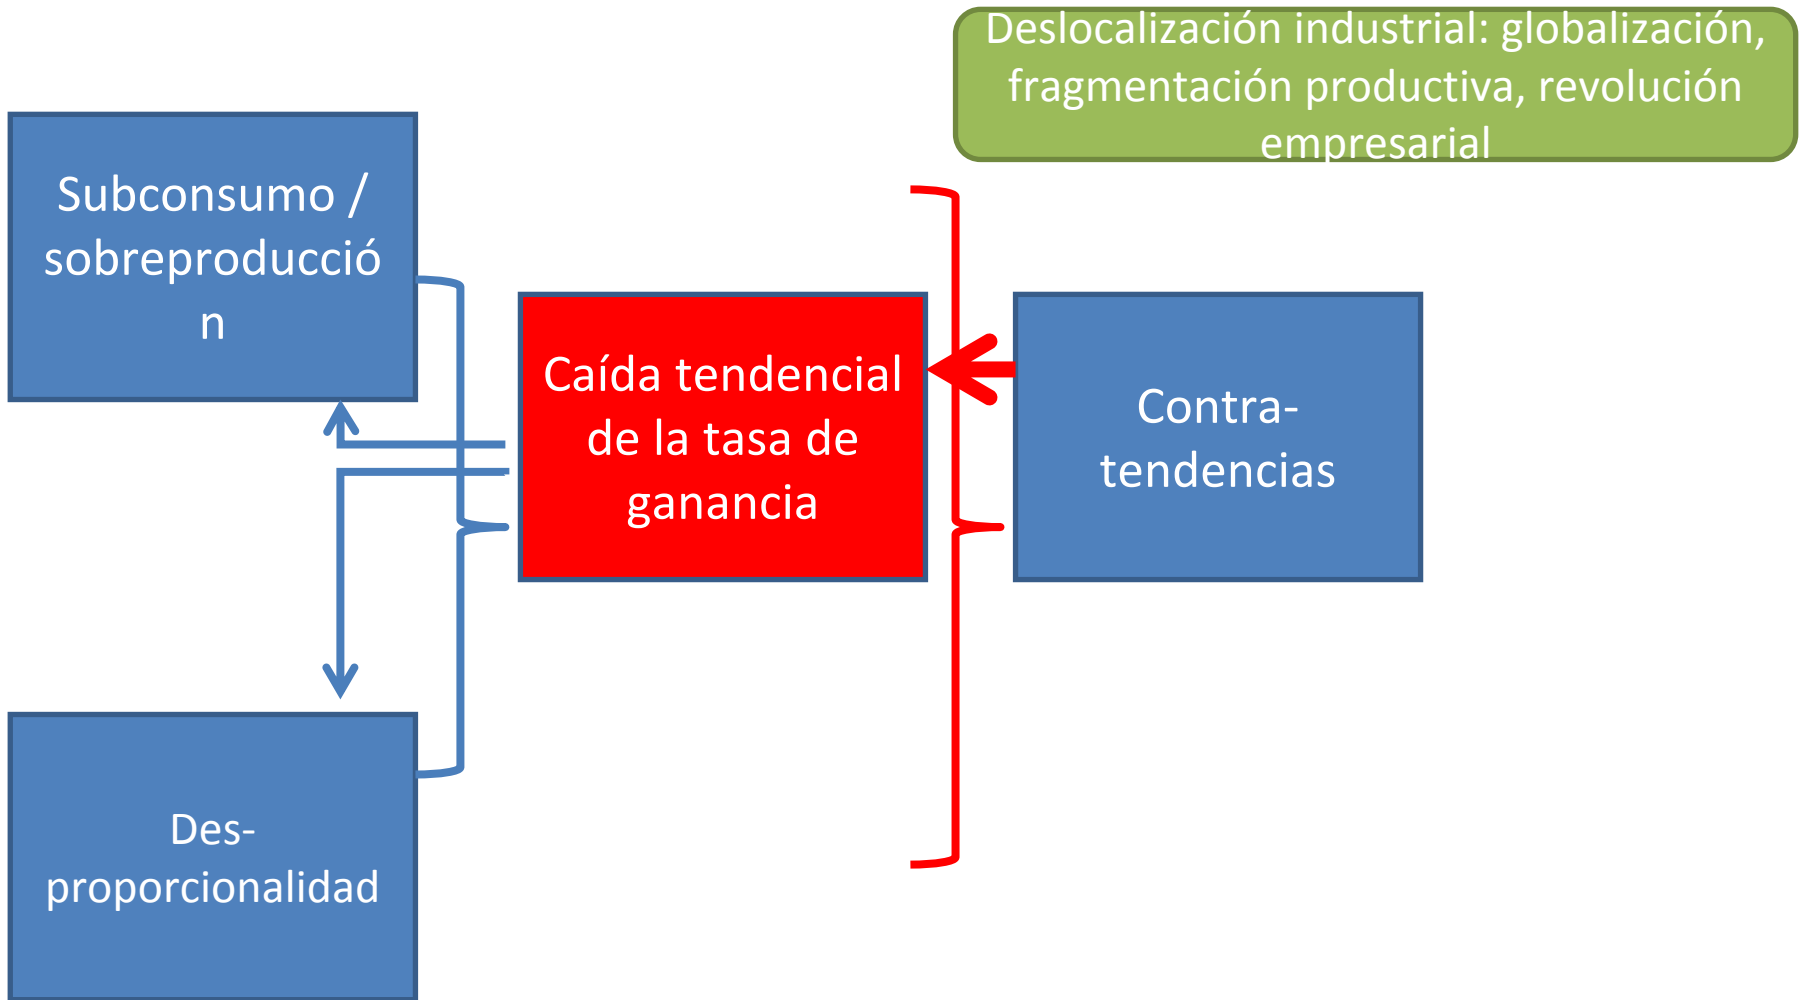 Deslocalización industrial: globalización,
fragmentación productiva, revolución
empresarial
Subconsumo /
sobreproducció
n
Caída tendencial
de la tasa de
ganancia
Contra-
tendencias
Des-
proporcionalidad